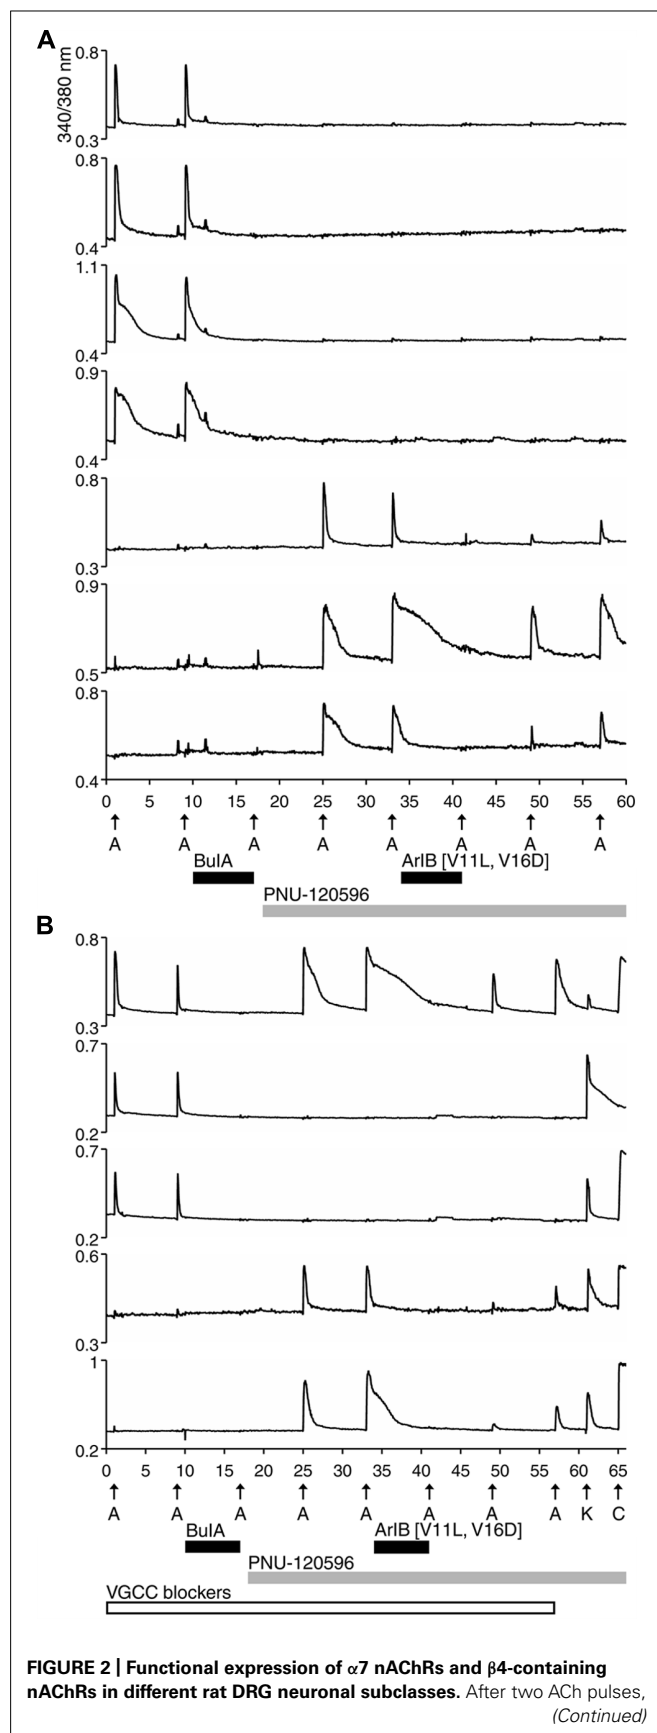 A
340/380 nm
0.8
0.3
0.8
0.4
1.1
0.4
0.9
0.4
0.8
0.3
0.9
0.5
0.8
0.4
0 5 10 15 20 25 30 35 40 45 50 55 60
A A A A A A A A
BuIA ArIB [V11L, V16D]
PNU-120596
B
0.8
0.3
0.7
0.2
0.7
0.2
0.6
0.3
1
0.2
0 5 10 15 20 25 30 35 40 45 50 55 60 65
A A A A A A A A K C
BuIA ArIB [V11L, V16D]
PNU-120596
VGCC blockers
FIGURE 2 | Functional expression of α7 nAChRs and β4-containing
nAChRs in different rat DRG neuronal subclasses. After two ACh pulses,
(Continued)